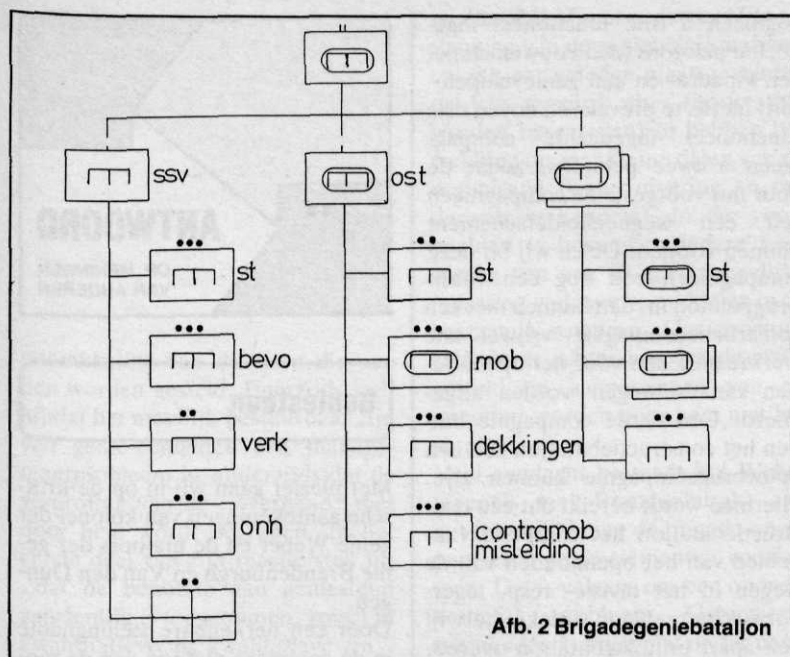 ssv
ost
st
st
st
bevo
mob
verk
dekkingen
onh
contramob
misleiding
Afb. 2 Brigadegeniebataljon